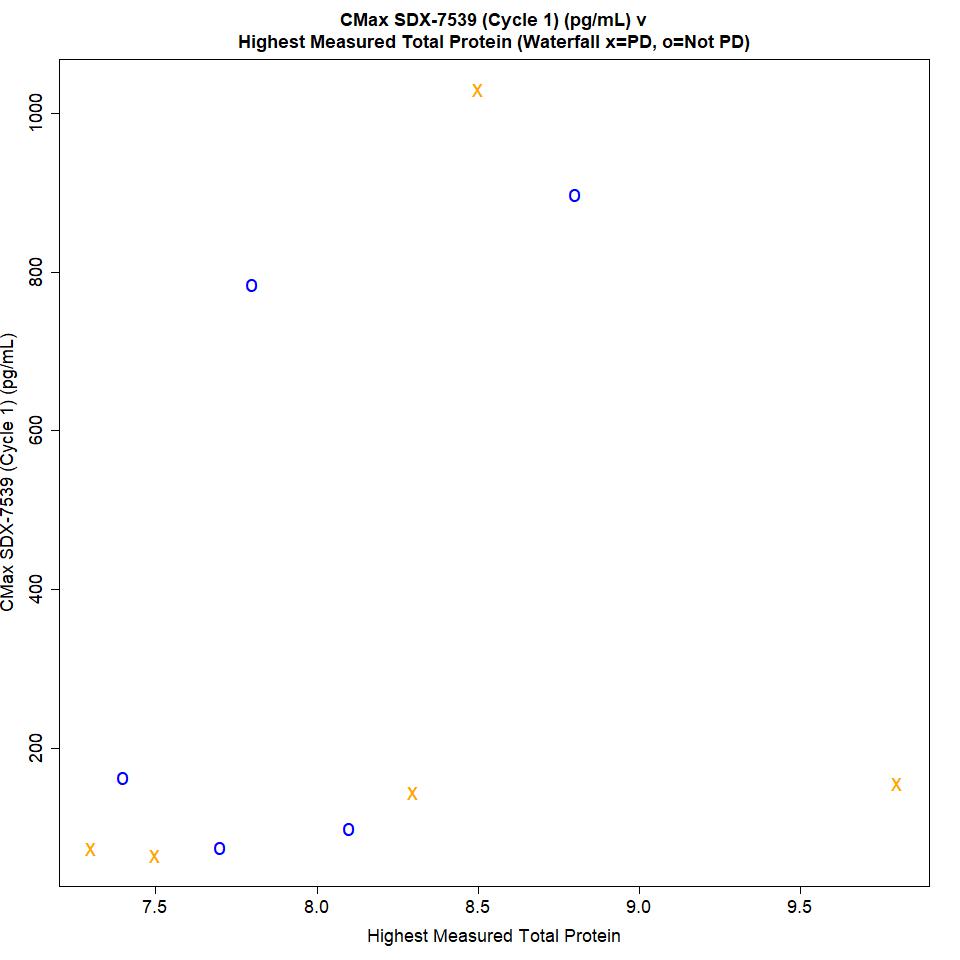 CMax SDX-7539 (Cycle 1) (pg/mL) v
Highest Measured Total Protein (Waterfall x=PD, o=Not PD)
CMax SDX-7539 (Cycle 1) (pg/mL)
1000
800
600
400
200
X
O
O
O
X
X
X
O
O
X
7.5
8.0
8.5
9.0
9.5
Highest Measured Total Protein